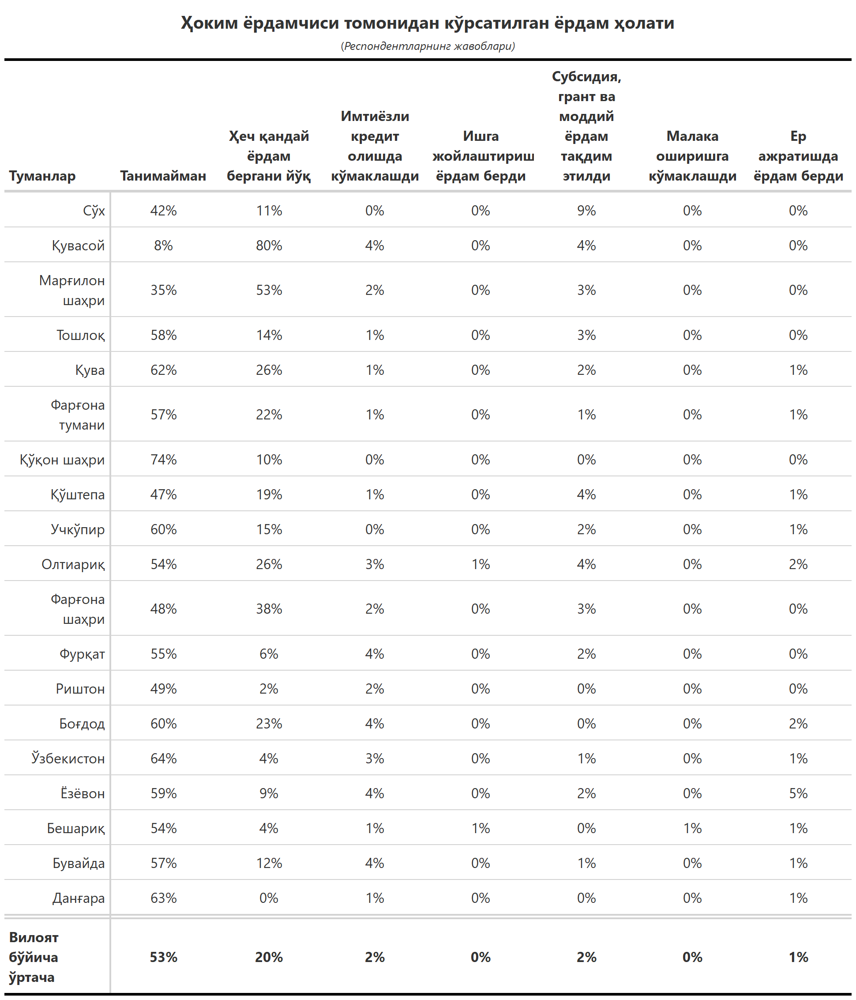 Ҳоким ёрдамчиси томонидан кўрсатилган ёрдам ҳолати
(Респондентларнинг жавоблари)
Туманлар Танимайман Ҳеч қандай ёрдам бергани йўқ Имтиёзли кредит олишда кўмаклашди Ишга жойлаштириш ёрдам берди Субсидия, грант ва моддий ёрдам тақдим этилди Малака оширишга кўмаклашди Ер ажратишда ёрдам берди
Сўх 42% 11% 0% 0% 9% 0% 0%
Қувасой 8% 80% 4% 0% 4% 0% 0%
Марғилон шаҳри 35% 53% 2% 0% 3% 0% 0%
Тошлоқ 58% 14% 1% 0% 3% 0% 0%
Қува 62% 26% 1% 0% 2% 0% 1%
Фарғона тумани 57% 22% 1% 0% 1% 0% 1%
Қўқон шаҳри 74% 10% 0% 0% 0% 0% 0%
Қўштепа 47% 19% 1% 0% 4% 0% 1%
Учкўпир 60% 15% 0% 0% 2% 0% 1%
Олтиариқ 54% 26% 3% 1% 4% 0% 2%
Фарғона шаҳри 48% 38% 2% 0% 3% 0% 0%
Фурқат 55% 6% 4% 0% 2% 0% 0%
Риштон 49% 2% 2% 0% 0% 0% 0%
Боғдод 60% 23% 4% 0% 0% 0% 2%
Ўзбекистон 64% 4% 3% 0% 1% 0% 1%
Ёзёвон 59% 9% 4% 0% 2% 0% 5%
Бешариқ 54% 4% 1% 1% 0% 1% 1%
Бувайда 57% 12% 4% 0% 1% 0% 1%
Данғара 63% 0% 1% 0% 0% 0% 1%
Вилоят бўйича ўртача 53% 20% 2% 0% 2% 0% 1%